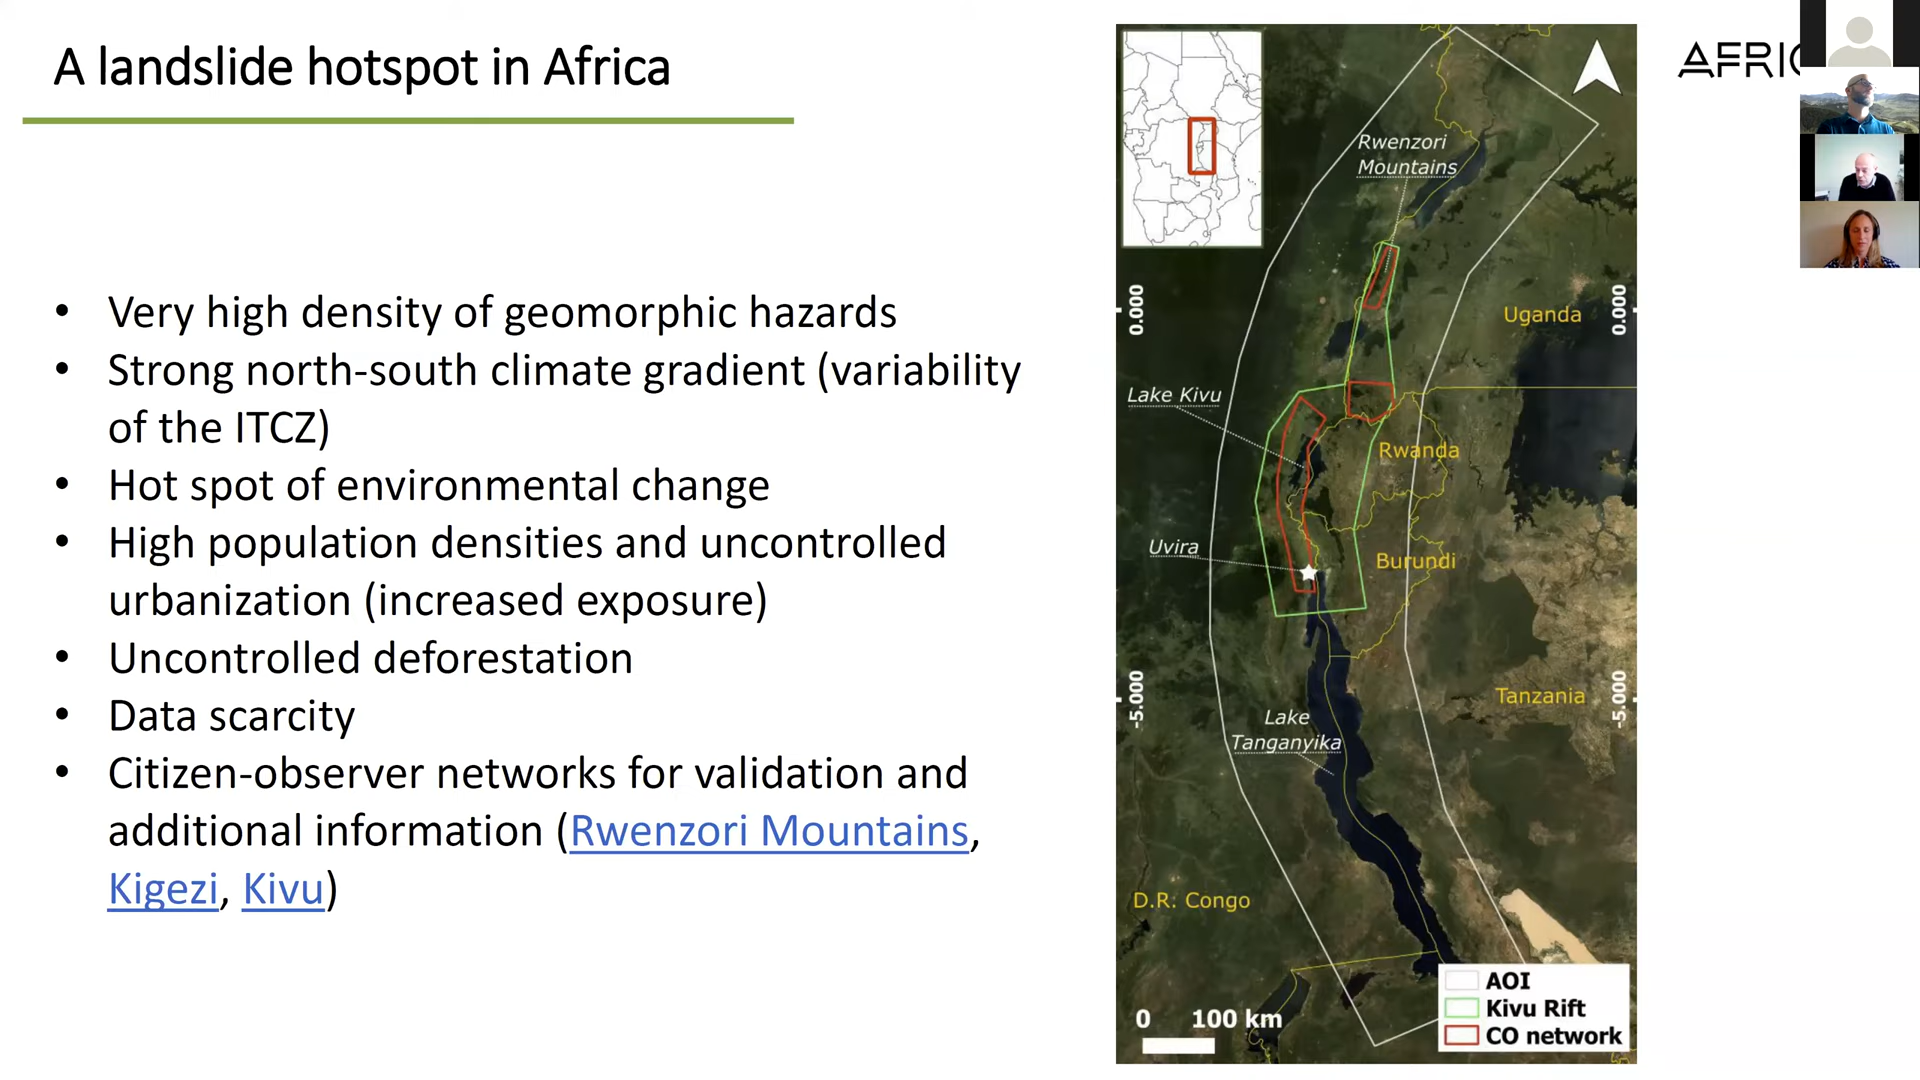 A landslide hotspot in Africa
• Very high density of geomorphic hazards
• Strong north-south climate gradient (variability
of the ITCZ)
• Hot spot of environmental change
• High population densities and uncontrolled
urbanization (increased exposure)
• Uncontrolled deforestation
• Data scarcity
• Citizen-observer networks for validation and
additional information (Rwenzori Mountains,
Kigezi, Kivu)
Rwenzori
Mountains
0.000
0.000
Uganda
Lake Kivu
Rwanda
Uvira
Burundi
-5.000
-5.000
Tanzania
Lake
Tanganyika
D.R. Congo
AOI
Kivu Rift
CO network
0 100 km